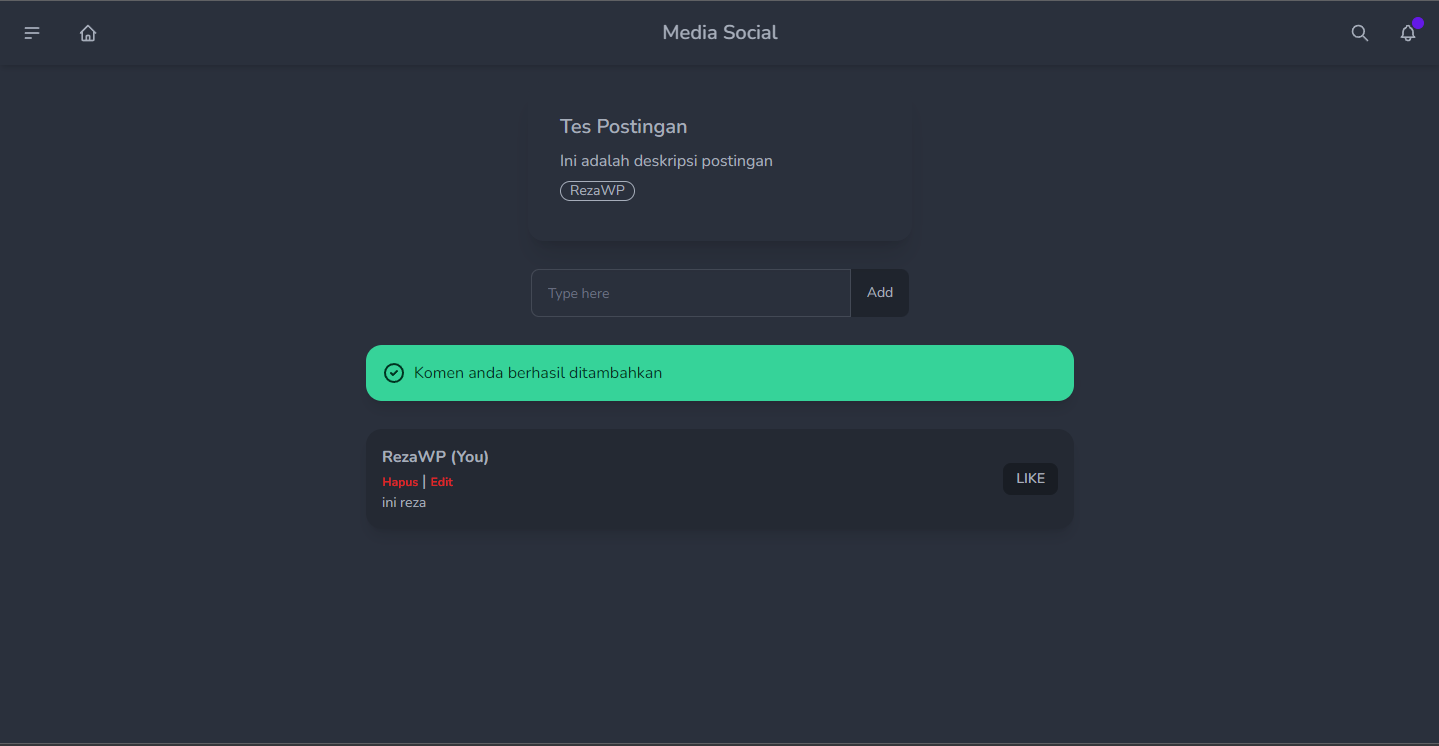 Media Social
Tes Postingan
Ini adalah deskripsi postingan
RezaWP
Type here
Add
Komen anda berhasil ditambahkan
RezaWP (You)
Hapus | Edit
ini reza
LIKE